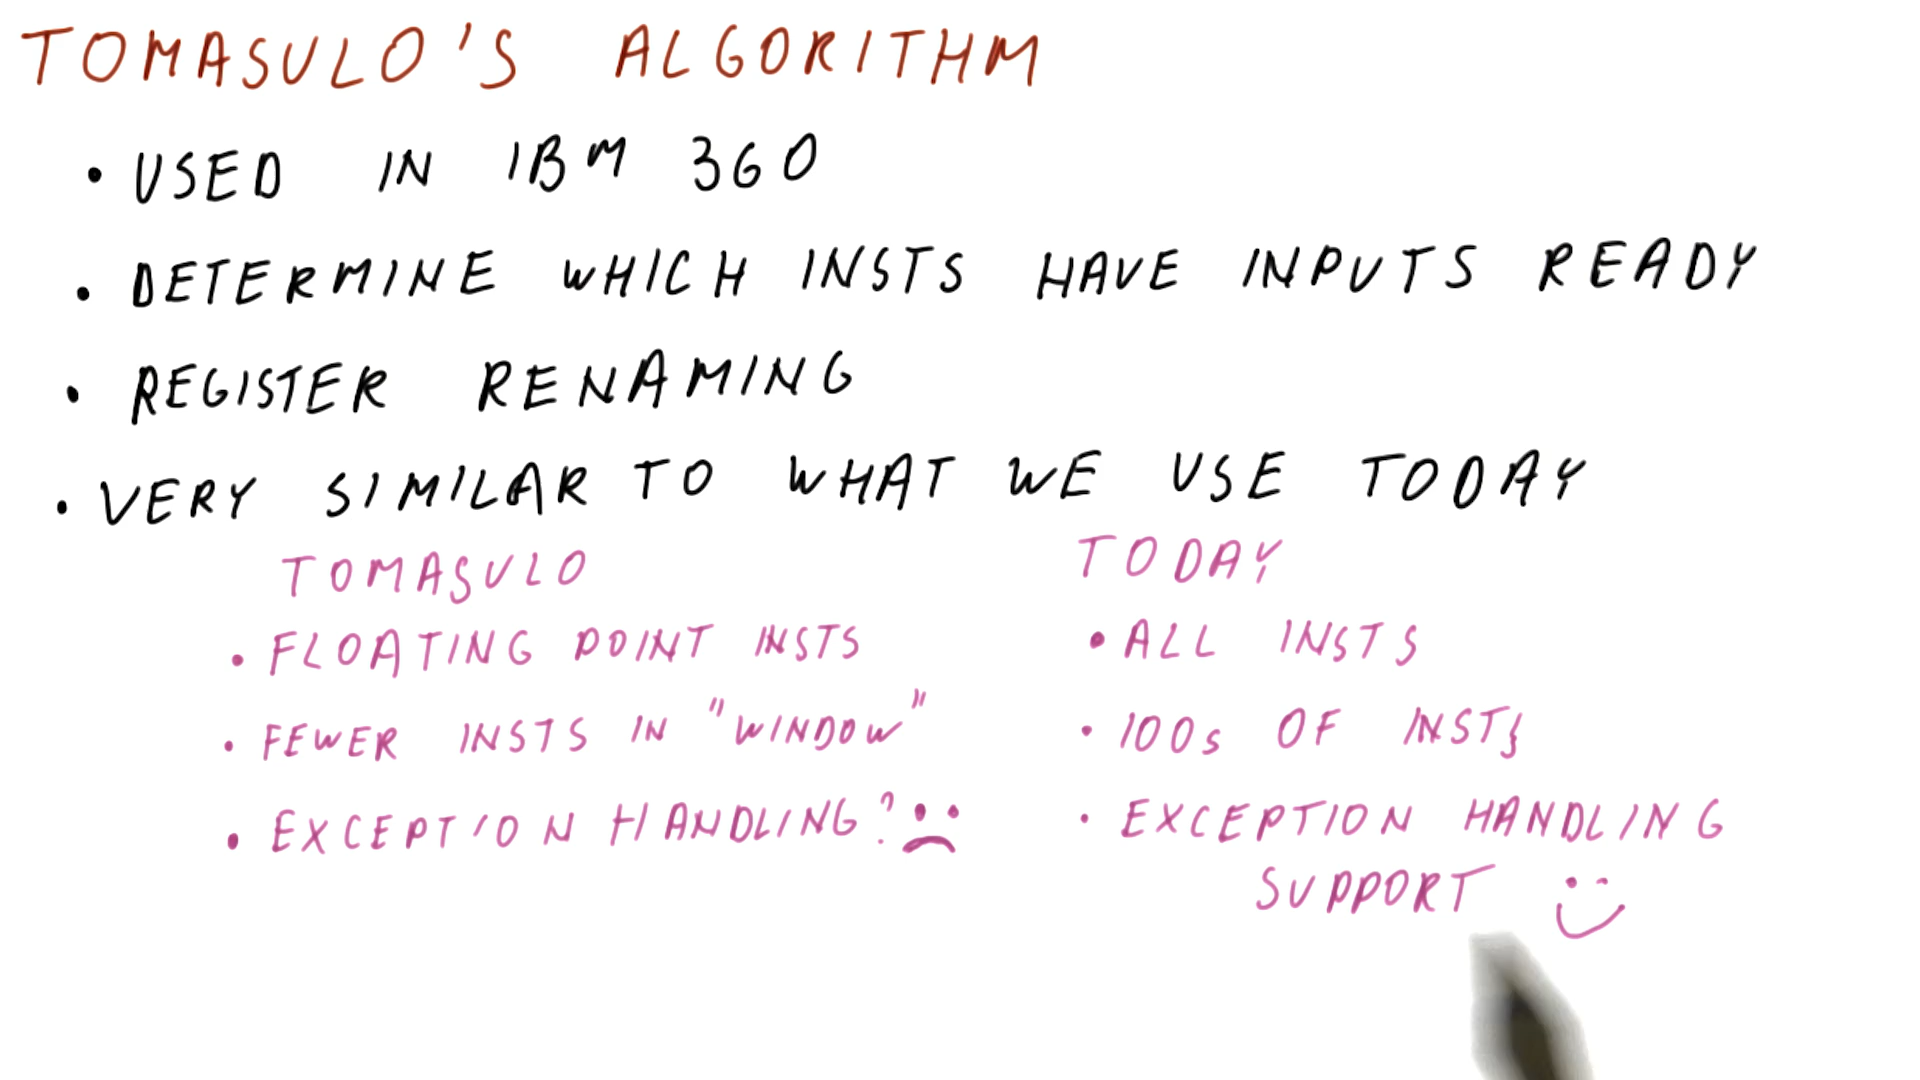 TOMASULO'S ALGORITHM
• USED IN IBM 360
• DETERMINE WHICH INSTS HAVE INPUTS READY
• REGISTER RENAMING
• VERY SIMILAR TO WHAT WE USE TODAY
TOMASULO
• FLOATING POINT INSTS
• FEWER INSTS IN "WINDOW"
• EXCEPTION HANDLING?
TODAY
• ALL INSTS
• 100s OF INSTS
• EXCEPTION HANDLING
SUPPORT